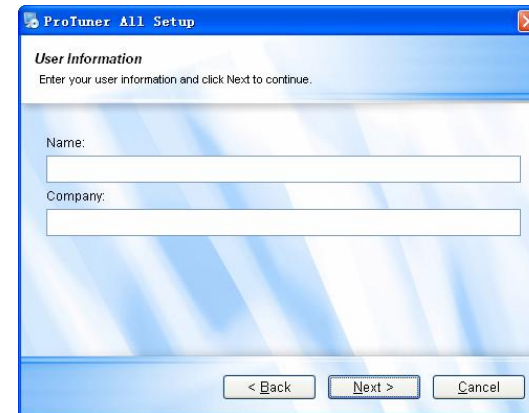 ProTuner All Setup
User Information
Enter your user information and click Next to continue.
Name:
Company:
< Back
Next >
Cancel